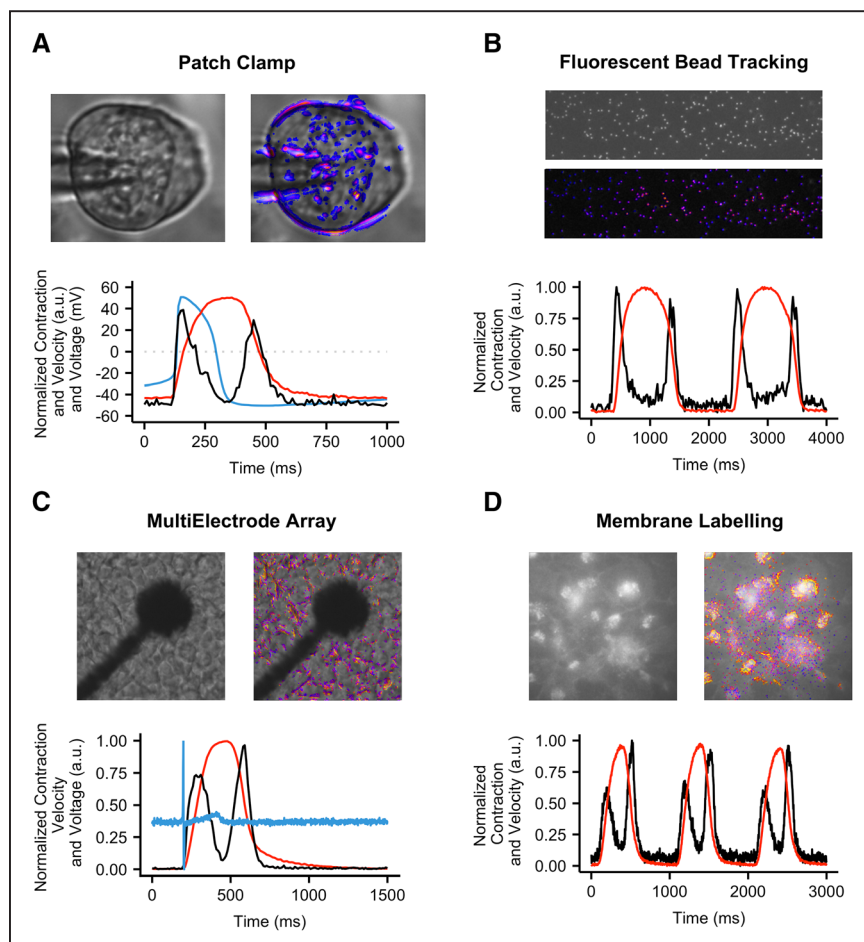 A
Patch Clamp
Normalized Contraction
and Velocity (a.u.)
and Voltage (mV)
60
40
20
0
-20
-40
-60
0
250
500
750
1000
Time (ms)
B
Fluorescent Bead Tracking
Normalized
Contraction
and Velocity (a.u.)
1.00
0.75
0.50
0.25
0.00
0
1000
2000
3000
4000
Time (ms)
C
MultiElectrode Array
Normalized Contraction
Velocity
and Voltage (a.u.)
1.00
0.75
0.50
0.25
0.00
0
500
1000
1500
Time (ms)
D
Membrane Labelling
Normalized
Contraction
and Velocity (a.u.)
1.00
0.75
0.50
0.25
0.00
0
1000
2000
3000
Time (ms)